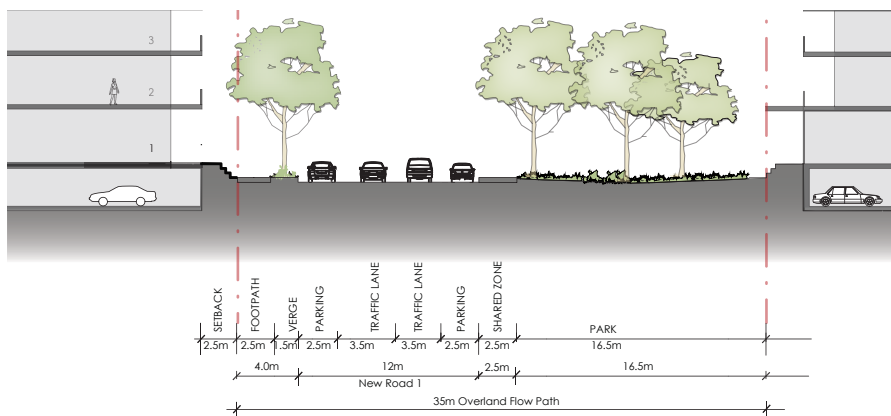 3
2
1
SETBACK
FOOTPATH
VERGE
PARKING
TRAFFIC LANE
TRAFFIC LANE
PARKING
SHARED ZONE
PARK
2.5m
2.5m
1.5m
2.5m
3.5m
3.5m
2.5m
2.5m
16.5m
4.0m
12m
2.5m
16.5m
New Road 1
35m Overland Flow Path